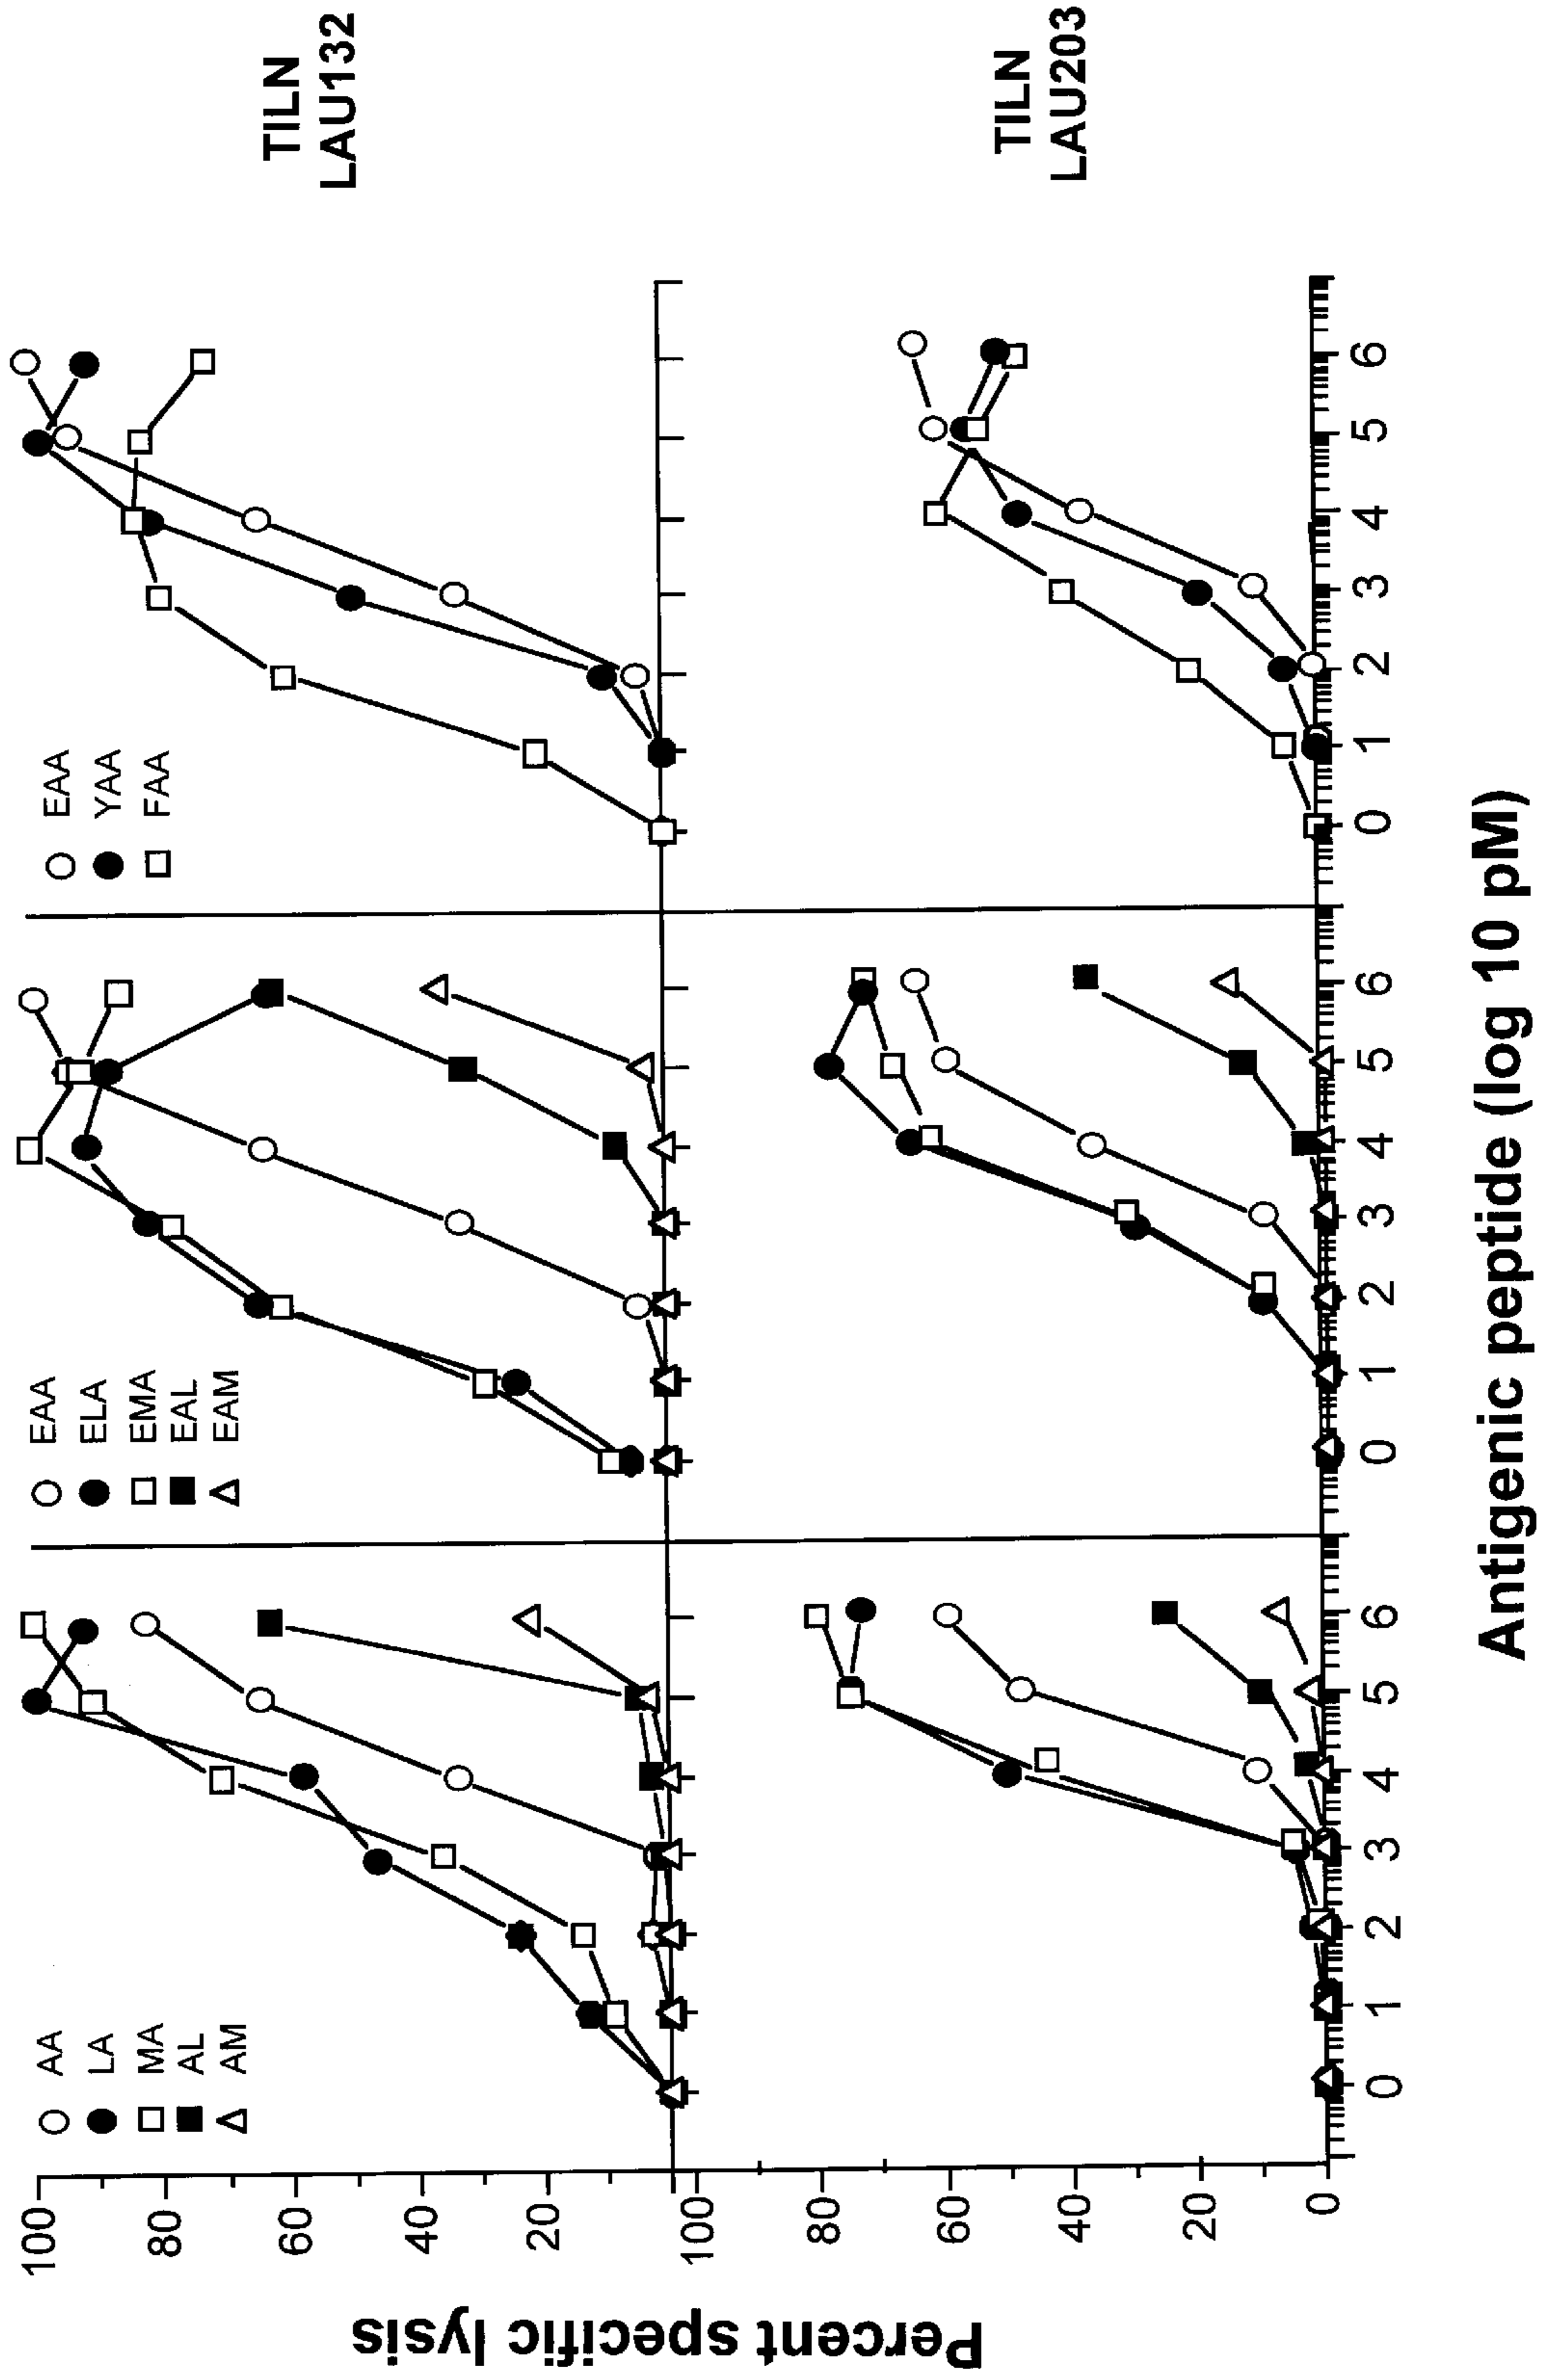 AA
LA
MA
AL
AM
EAA
ELA
EMA
EAL
EAM
EAA
YAA
FAA
TILN
LAU132
100
80
60
40
20
TILN
LAU203
100
80
60
40
20
0
0 1 2 3 4 5 6
0 1 2 3 4 5 6
0 1 2 3 4 5 6
Percent specific lysis
Antigenic peptide (log 10 pM)